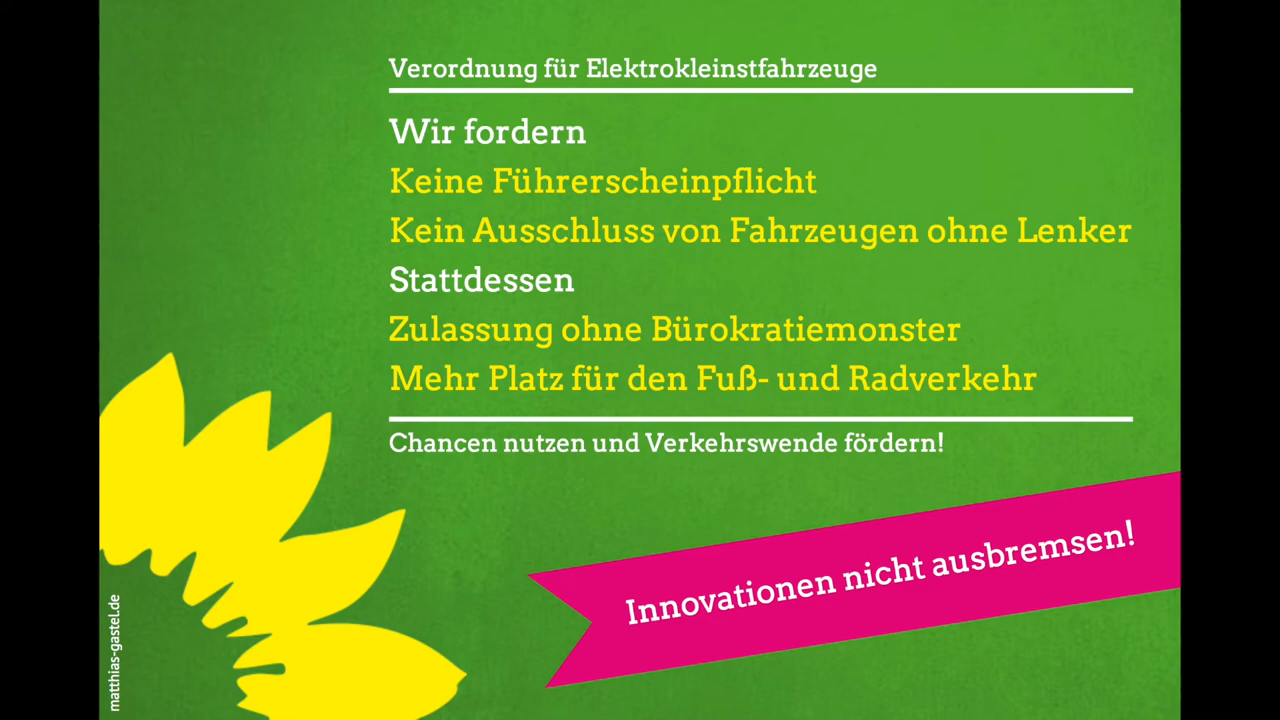 Verordnung für Elektrokleinstfahrzeuge
Wir fordern
Keine Führerscheinpflicht
Kein Ausschluss von Fahrzeugen ohne Lenker
Stattdessen
Zulassung ohne Bürokratiemonster
Mehr Platz für den Fuß- und Radverkehr
Chancen nutzen und Verkehrswende fördern!
Innovationen nicht ausbremsen!
matthias-gastel.de